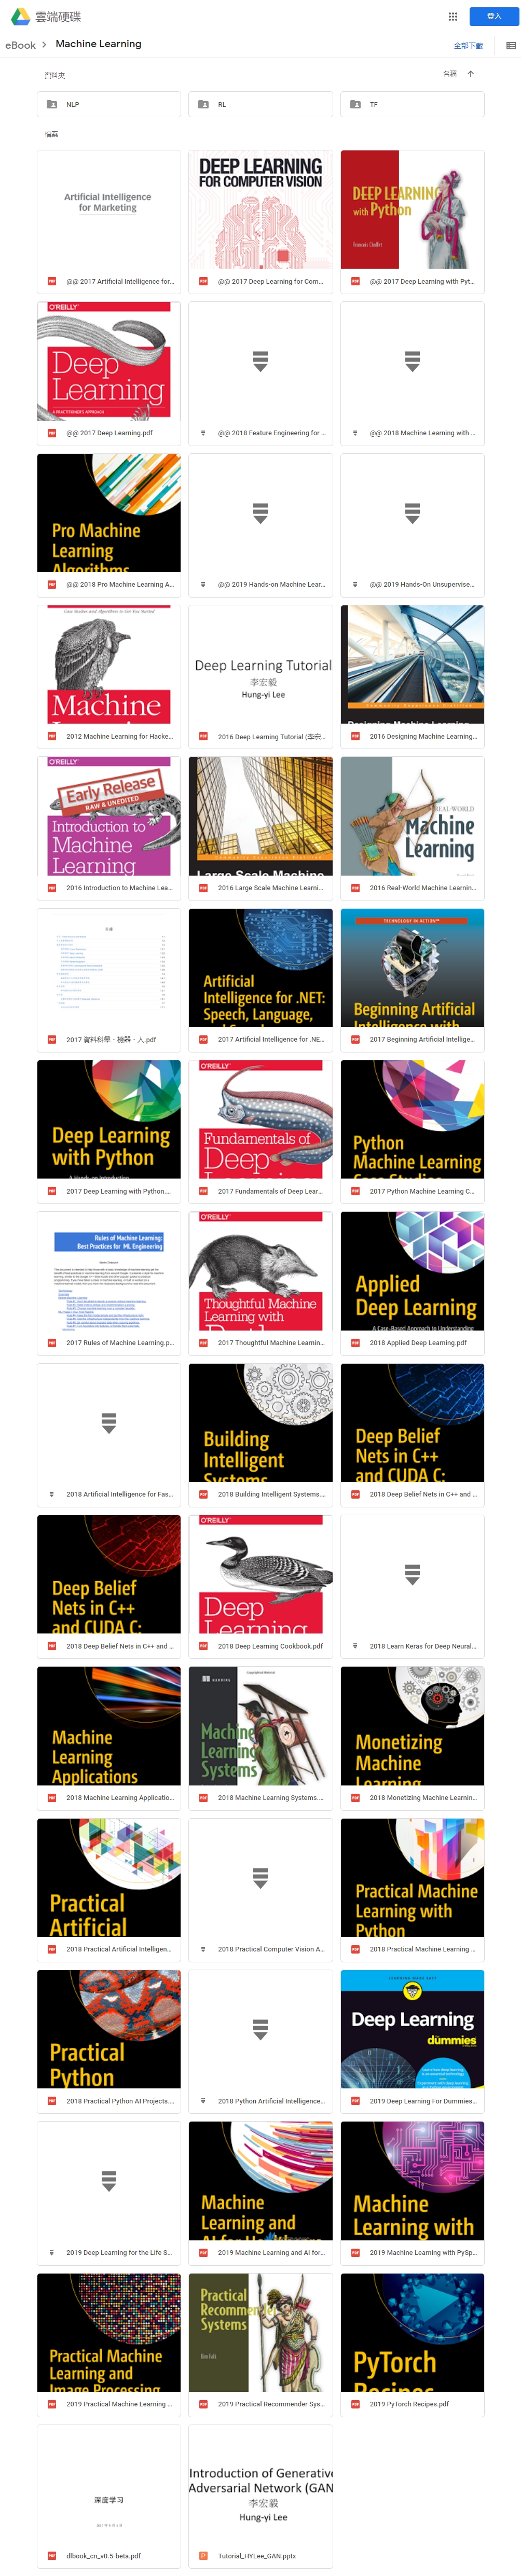 雲端硬碟
登入
eBook > Machine Learning
全部下載
資料夾
名稱
NLP
RL
TF
檔案
Artificial Intelligence
for Marketing
@@ 2017 Artificial Intelligence for...
DEEP LEARNING
FOR COMPUTER VISION
@@ 2017 Deep Learning for Com...
DEEP LEARNING
with Python
François Chollet
@@ 2017 Deep Learning with Pyt...
O'REILLY
Deep
Learning
A PRACTITIONER'S APPROACH
@@ 2017 Deep Learning.pdf
@@ 2018 Feature Engineering for ...
@@ 2018 Machine Learning with ...
Pro Machine
Learning
Algorithms
@@ 2018 Pro Machine Learning A...
@@ 2019 Hands-on Machine Lear...
@@ 2019 Hands-On Unsupervise...
Case Studies and Algorithms to Get You Started
Machine
2012 Machine Learning for Hacke...
Deep Learning Tutorial
李宏毅
Hung-yi Lee
2016 Deep Learning Tutorial (李宏...
Community Experience Distilled
Designing Machine Learning
2016 Designing Machine Learning...
O'REILLY
Early Release
RAW & UNEDITED
Introduction to
Machine
Learning
2016 Introduction to Machine Lea...
Community Experience Distilled
Large Scale Machine
2016 Large Scale Machine Learni...
REAL-WORLD
Machine
Learning
2016 Real-World Machine Learnin...
2017 資料科學・機器・人.pdf
Artificial
Intelligence for .NET:
Speech, Language,
2017 Artificial Intelligence for .NE...
TECHNOLOGY IN ACTION™
Beginning Artificial
Intelligence with
2017 Beginning Artificial Intellige...
Deep Learning
with Python
A Hands-on Introduction
2017 Deep Learning with Python....
O'REILLY
Fundamentals of
Deep
2017 Fundamentals of Deep Lear...
Python
Machine Learning
Case Studies
2017 Python Machine Learning C...
Rules of Machine Learning:
Best Practices for ML Engineering
2017 Rules of Machine Learning.p...
O'REILLY
Thoughtful Machine
Learning with
2017 Thoughtful Machine Learnin...
Applied
Deep Learning
A Case-Based Approach to Understanding
2018 Applied Deep Learning.pdf
2018 Artificial Intelligence for Fas...
Building
Intelligent
Systems
2018 Building Intelligent Systems....
Deep Belief
Nets in C++
and CUDA C:
2018 Deep Belief Nets in C++ and ...
Deep Belief
Nets in C++
and CUDA C:
2018 Deep Belief Nets in C++ and ...
O'REILLY
Deep
Learning
2018 Deep Learning Cookbook.pdf
2018 Learn Keras for Deep Neural...
Machine
Learning
Applications
2018 Machine Learning Applicatio...
MANNING
Machine
Learning
Systems
2018 Machine Learning Systems....
Monetizing
Machine
Learning
2018 Monetizing Machine Learnin...
Practical
Artificial
2018 Practical Artificial Intelligen...
2018 Practical Computer Vision A...
Practical Machine
Learning with
Python
2018 Practical Machine Learning ...
Practical
Python
2018 Practical Python AI Projects....
2018 Python Artificial Intelligence...
LEARNING MADE EASY
Deep Learning
dummies
2019 Deep Learning For Dummies...
2019 Deep Learning for the Life S...
Machine
Learning and
AI for Healthcare
2019 Machine Learning and AI for...
Machine
Learning with
2019 Machine Learning with PySp...
Practical Machine
Learning and
Image Processing
2019 Practical Machine Learning ...
Practical
Recommender
Systems
Kim Falk
2019 Practical Recommender Sys...
PyTorch
Recipes
2019 PyTorch Recipes.pdf
深度学习
dlbook_cn_v0.5-beta.pdf
Introduction of Generative
Adversarial Network (GAN
李宏毅
Hung-yi Lee
Tutorial_HYLee_GAN.pptx